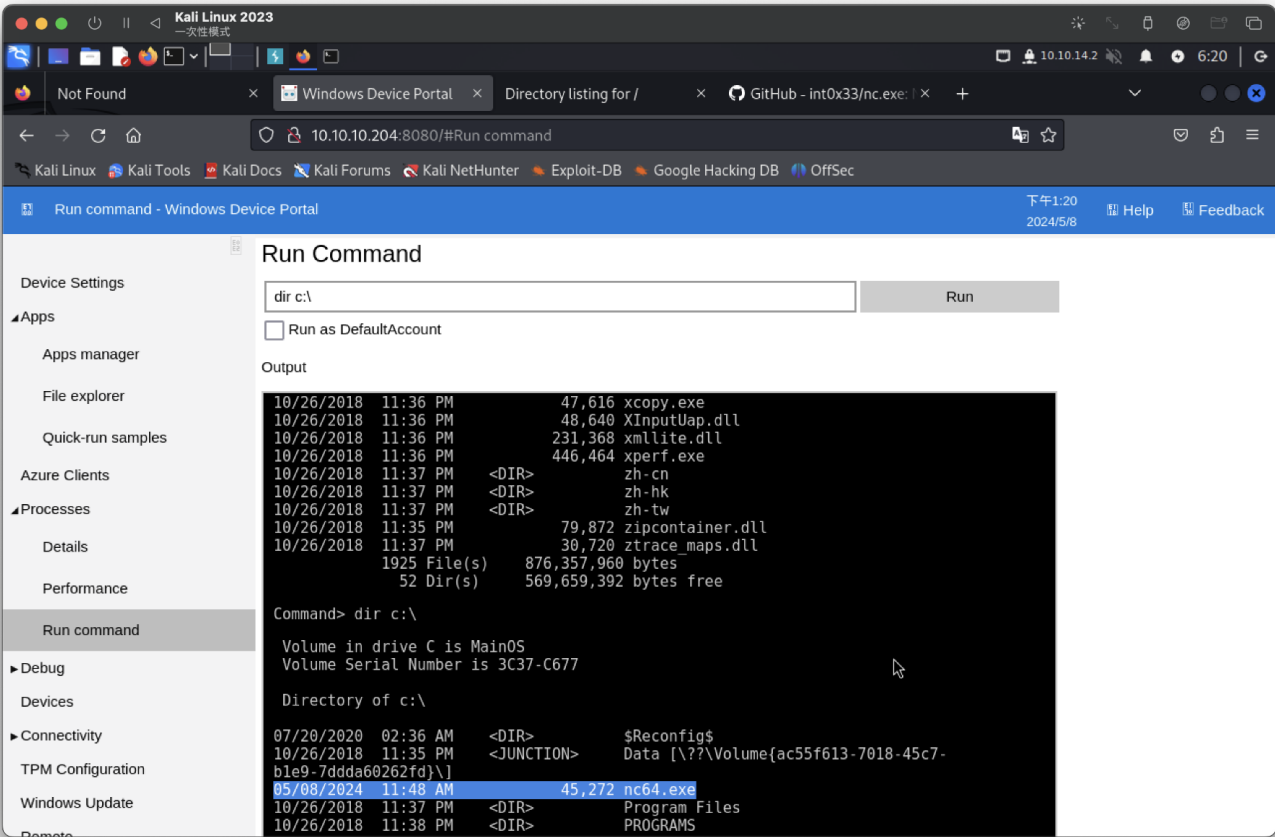 Kali Linux 2023
一次性模式
10.10.14.2
6:20
Not Found
Windows Device Portal
Directory listing for /
GitHub - int0x33/nc.exe:
10.10.10.204:8080/#Run command
Kali Linux
Kali Tools
Kali Docs
Kali Forums
Kali NetHunter
Exploit-DB
Google Hacking DB
OffSec
Run command - Windows Device Portal
下午1:20
2024/5/8
Help
Feedback
Device Settings
Apps
Apps manager
File explorer
Quick-run samples
Azure Clients
Processes
Details
Performance
Run command
Debug
Devices
Connectivity
TPM Configuration
Windows Update
Remote
Run Command
dir c:\
Run
Run as DefaultAccount
Output
10/26/2018  11:36 PM            47,616 xcopy.exe
10/26/2018  11:36 PM            48,640 XInputUap.dll
10/26/2018  11:36 PM           231,368 xmllite.dll
10/26/2018  11:36 PM           446,464 xperf.exe
10/26/2018  11:37 PM    <DIR>          zh-cn
10/26/2018  11:37 PM    <DIR>          zh-hk
10/26/2018  11:37 PM    <DIR>          zh-tw
10/26/2018  11:35 PM            79,872 zipcontainer.dll
10/26/2018  11:37 PM            30,720 ztrace_maps.dll
1925 File(s)    876,357,960 bytes
52 Dir(s)     569,659,392 bytes free
Command> dir c:\
Volume in drive C is MainOS
Volume Serial Number is 3C37-C677
Directory of c:\
07/20/2020  02:36 AM    <DIR>          $Reconfig$
10/26/2018  11:35 PM    <JUNCTION>     Data [\??\Volume{ac55f613-7018-45c7-
b1e9-7ddda60262fd}\]
05/08/2024  11:48 AM            45,272 nc64.exe
10/26/2018  11:37 PM    <DIR>          Program Files
10/26/2018  11:38 PM    <DIR>          PROGRAMS